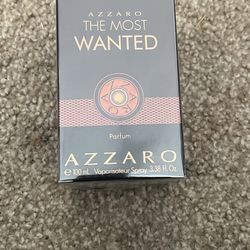 AZZARO
THE MOST
WANTED
Parfum
AZZARO
e 100 mL Vaporisateur Spray 3.38 fl. Oz.